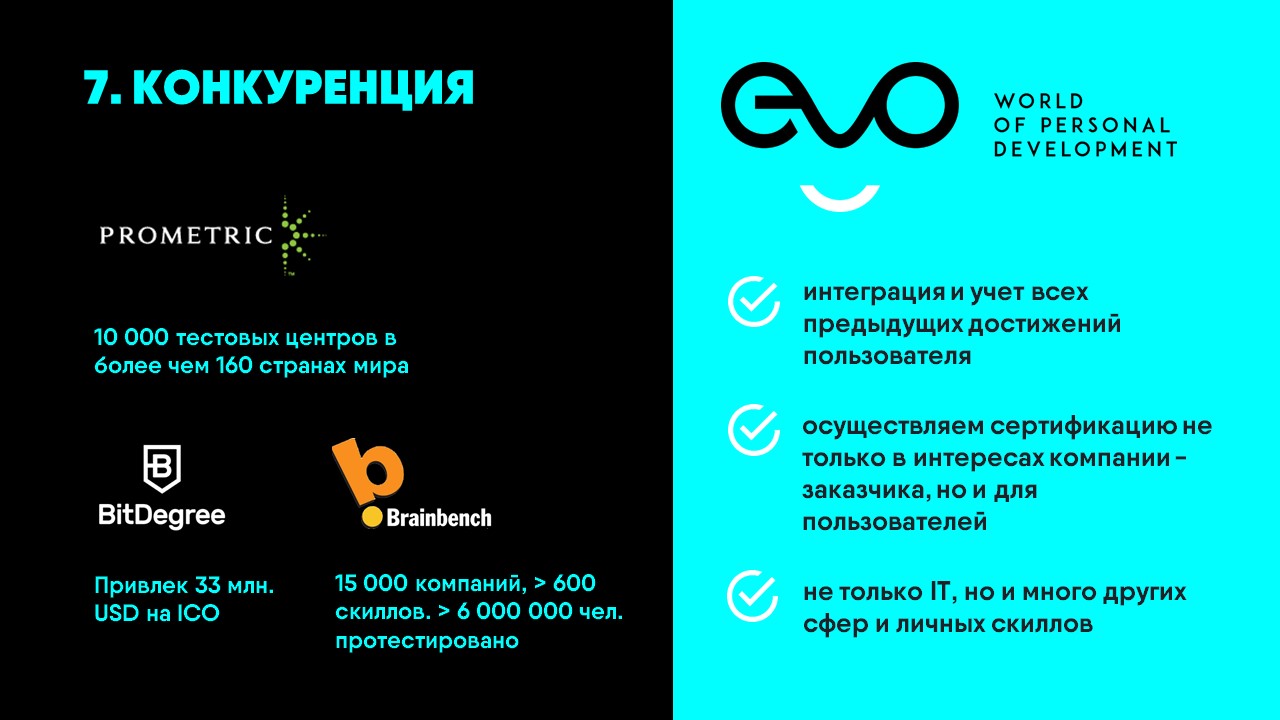 7. КОНКУРЕНЦИЯ
PROMETRIC
TM
10 000 тестовых центров в
более чем 160 странах мира
B
BitDegree
Привлек 33 млн.
USD на ICO
b
Brainbench
15 000 компаний, > 600
скиллов. > 6 000 000 чел.
протестировано
evo
WORLD
OF PERSONAL
DEVELOPMENT
интеграция и учет всех
предыдущих достижений
пользователя
осуществляем сертификацию не
только в интересах компании -
заказчика, но и для
пользователей
не только IT, но и много других
сфер и личных скиллов